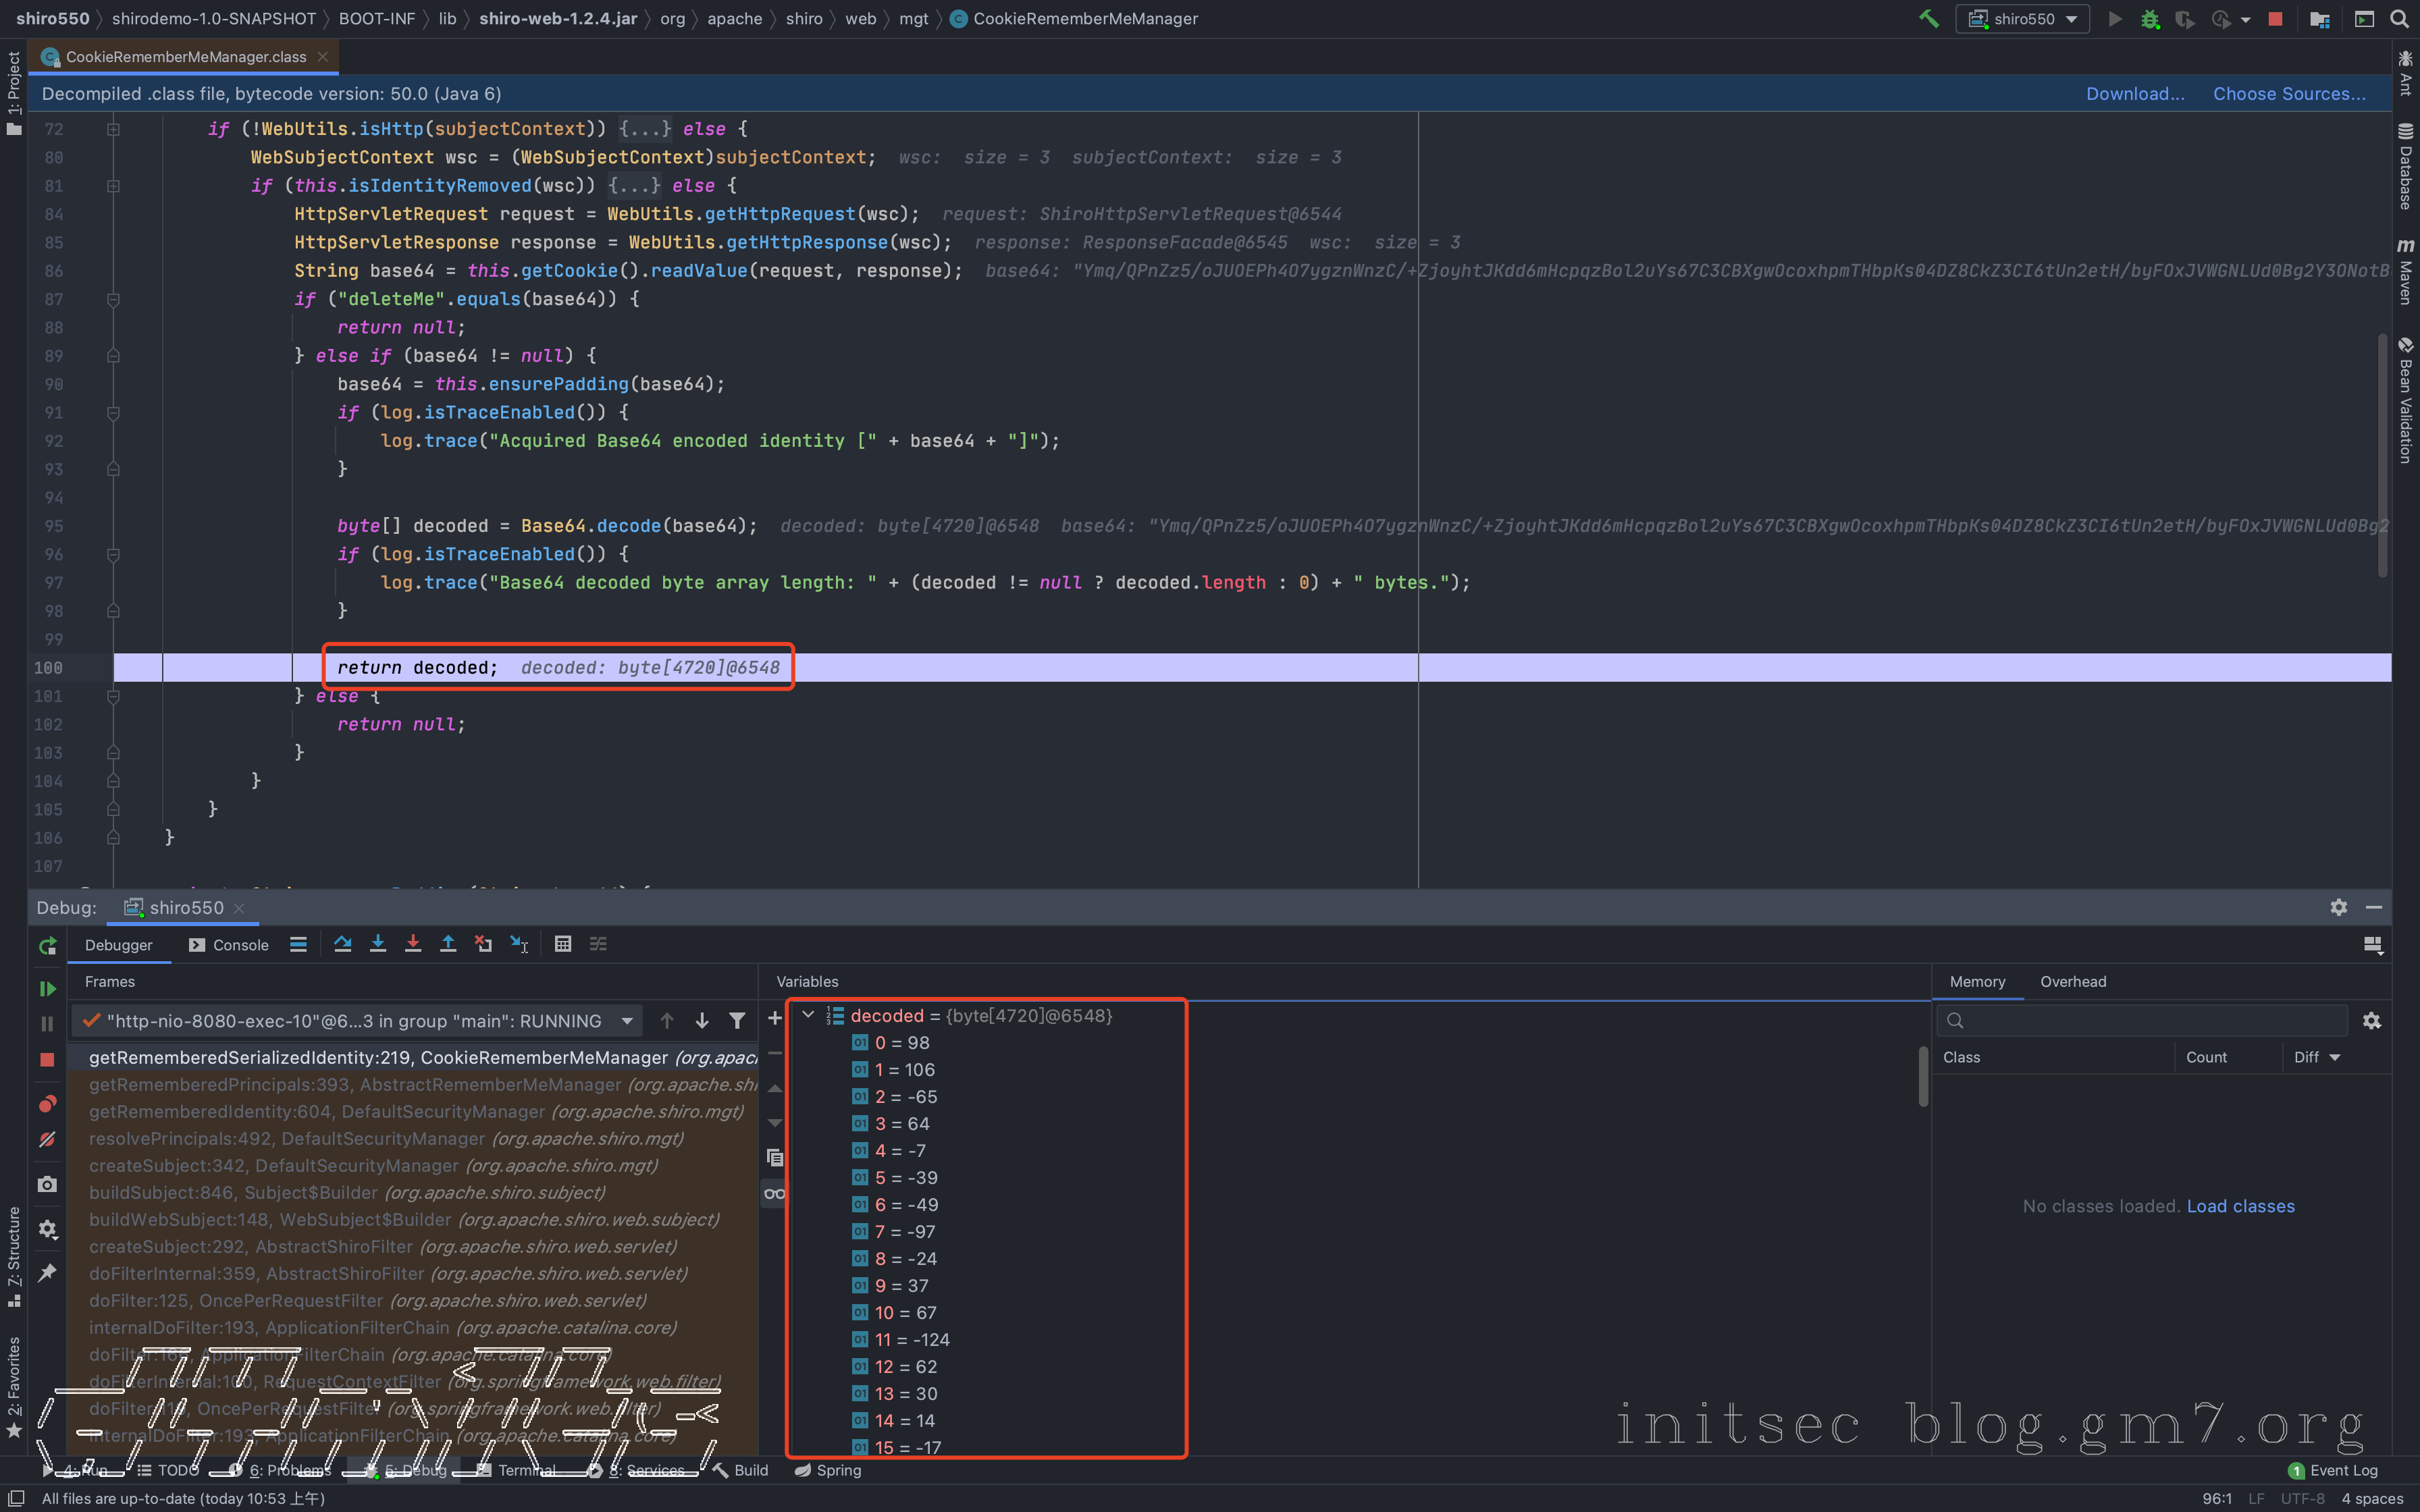 shiro550 shirodemo-1.0-SNAPSHOT BOOT-INF lib shiro-web-1.2.4.jar org apache shiro web mgt CookieRememberMeManager shiro550
CookieRememberMeManager.class
Decompiled .class file, bytecode version: 50.0 (Java 6) Download... Choose Sources...
72 if (!WebUtils.isHttp(subjectContext)) {...} else {
80 WebSubjectContext wsc = (WebSubjectContext)subjectContext; wsc: size = 3 subjectContext: size = 3
81 if (this.isIdentityRemoved(wsc)) {...} else {
84 HttpServletRequest request = WebUtils.getHttpRequest(wsc); request: ShiroHttpServletRequest@6544
85 HttpServletResponse response = WebUtils.getHttpResponse(wsc); response: ResponseFacade@6545 wsc: size = 3
86 String base64 = this.getCookie().readValue(request, response); base64: "Ymq/QPnZz5/oJUOEPh4O7ygznWnzC/+ZjoyhtJKdd6mHcpqzBol2uYs67C3CBXgwOcoxhpmTHbpKs04DZ8CkZ3CI6tUn2etH/byFOxJVWGNLUd0Bg2Y3ONotB
87 if ("deleteMe".equals(base64)) {
88 return null;
89 } else if (base64 != null) {
90 base64 = this.ensurePadding(base64);
91 if (log.isTraceEnabled()) {
92 log.trace("Acquired Base64 encoded identity [" + base64 + "]");
93 }
94
95 byte[] decoded = Base64.decode(base64); decoded: byte[4720]@6548 base64: "Ymq/QPnZz5/oJUOEPh4O7ygznWnzC/+ZjoyhtJKdd6mHcpqzBol2uYs67C3CBXgwOcoxhpmTHbpKs04DZ8CkZ3CI6tUn2etH/byFOxJVWGNLUd0Bg2
96 if (log.isTraceEnabled()) {
97 log.trace("Base64 decoded byte array length: " + (decoded != null ? decoded.length : 0) + " bytes.");
98 }
99
100 return decoded; decoded: byte[4720]@6548
101 } else {
102 return null;
103 }
104 }
105 }
106 }
107
Debug: shiro550
Debugger Console
Frames
"http-nio-8080-exec-10"@6...3 in group "main": RUNNING
getRememberedSerializedIdentity:219, CookieRememberMeManager (org.apac
getRememberedPrincipals:393, AbstractRememberMeManager (org.apache.shi
getRememberedIdentity:604, DefaultSecurityManager (org.apache.shiro.mgt)
resolvePrincipals:492, DefaultSecurityManager (org.apache.shiro.mgt)
createSubject:342, DefaultSecurityManager (org.apache.shiro.mgt)
buildSubject:846, Subject$Builder (org.apache.shiro.subject)
buildWebSubject:148, WebSubject$Builder (org.apache.shiro.web.subject)
createSubject:292, AbstractShiroFilter (org.apache.shiro.web.servlet)
doFilterInternal:359, AbstractShiroFilter (org.apache.shiro.web.servlet)
doFilter:125, OncePerRequestFilter (org.apache.shiro.web.servlet)
internalDoFilter:193, ApplicationFilterChain (org.apache.catalina.core)
ApplicationFilterChain (org.apache.catalina.core)
doFilterInternal:100, RequestContextFilter (org.springframework.web.filter)
OncePerRequestFilter (org.springframework.web.filter)
internalDoFilter:193, ApplicationFilterChain (org.apache.catalina.core)
Variables
decoded = {byte[4720]@6548}
0 = 98
1 = 106
2 = -65
3 = 64
4 = -7
5 = -39
6 = -49
7 = -97
8 = -24
9 = 37
10 = 67
11 = -124
12 = 62
13 = 30
14 = 14
15 = -17
Memory Overhead
Class Count Diff
No classes loaded. Load classes
1: Project
7: Structure
2: Favorites
Ant
Database
Maven
Bean Validation
initsec blog.gm7.org
4: Run TODO 6: Problems 5: Debug Terminal 8: Services Build Spring 1 Event Log
All files are up-to-date (today 10:53 上午) 96:1 LF UTF-8 4 spaces